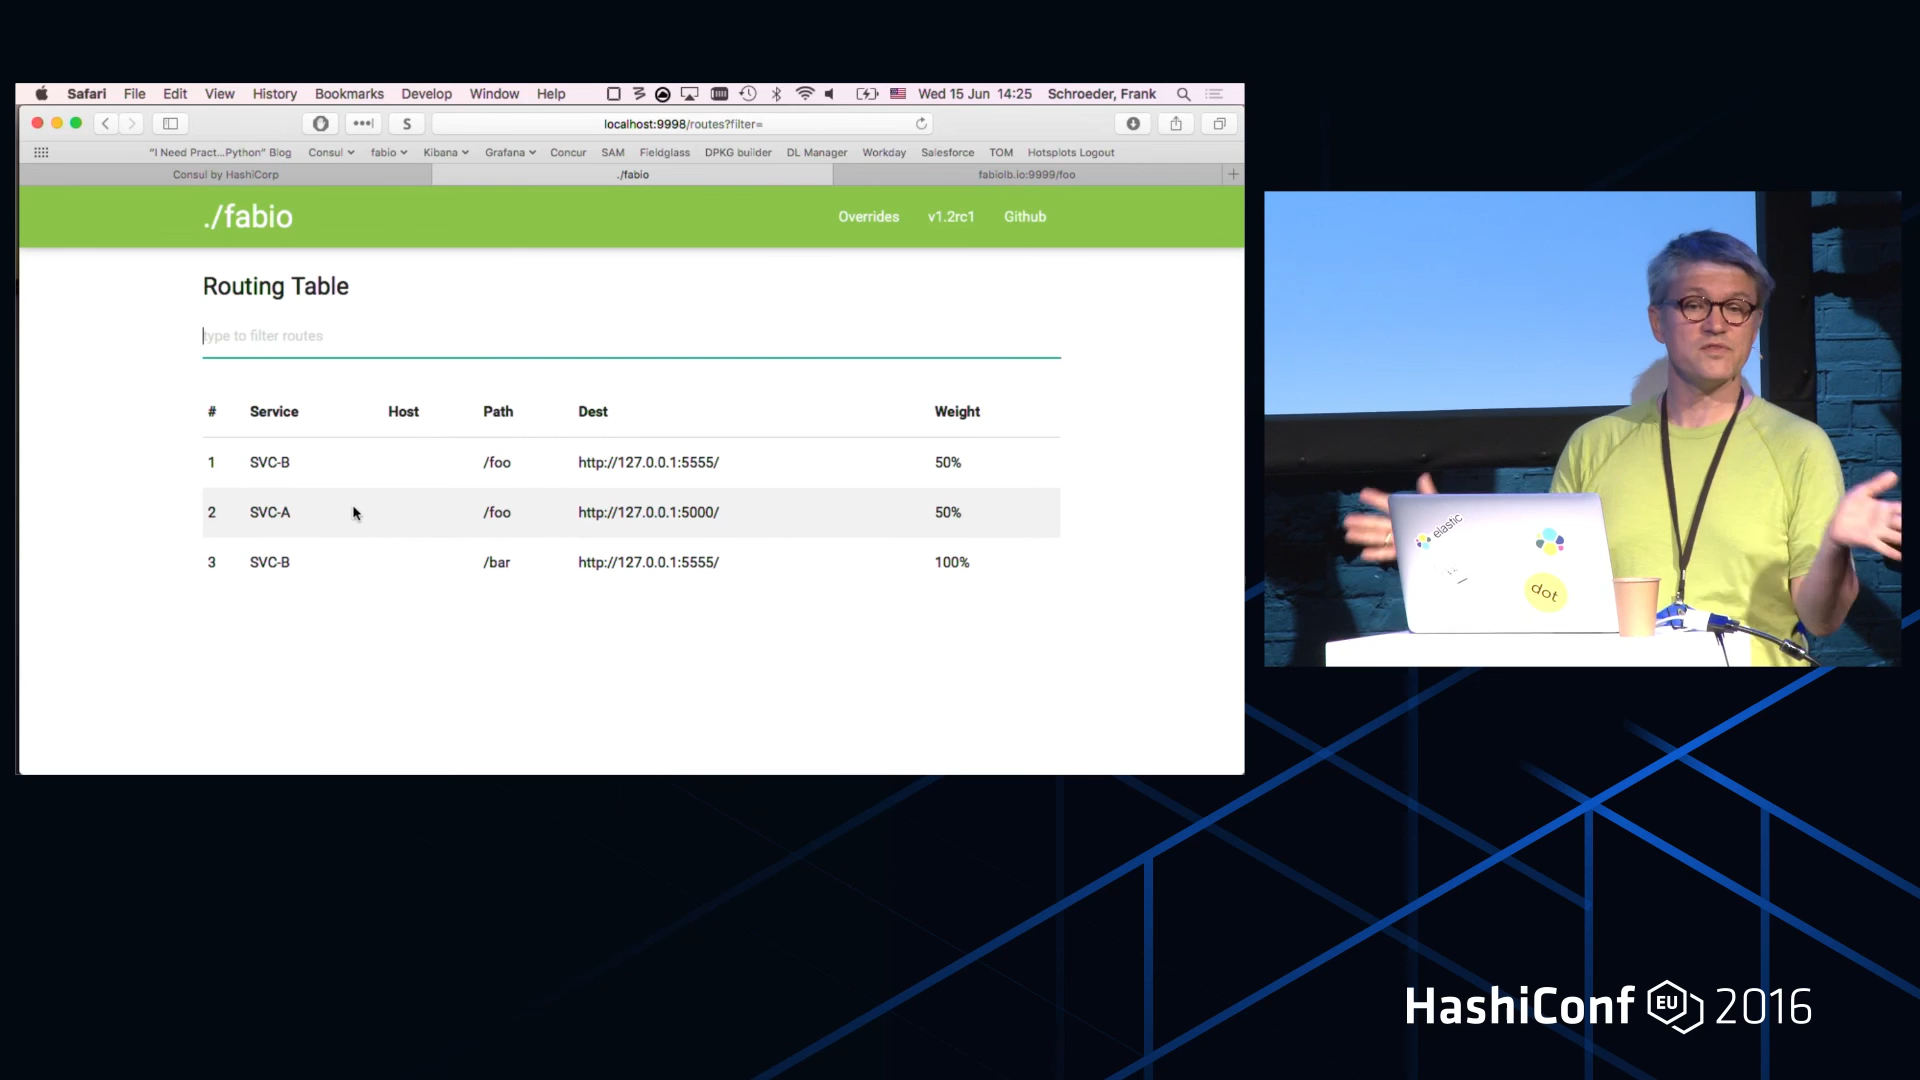 Safari File Edit View History Bookmarks Develop Window Help Wed 15 Jun 14:25 Schroeder, Frank
S localhost:9998/routes?filter=
"I Need Pract...Python" Blog Consul fabio Kibana Grafana Concur SAM Fieldglass DPKG builder DL Manager Workday Salesforce TOM Hotsplots Logout
Consul by HashiCorp ./fabio fabiolb.io:9999/foo
./fabio Overrides v1.2rc1 Github
Routing Table
type to filter routes
# Service Host Path Dest Weight
1 SVC-B /foo http://127.0.0.1:5555/ 50%
2 SVC-A /foo http://127.0.0.1:5000/ 50%
3 SVC-B /bar http://127.0.0.1:5555/ 100%
elastic
dot
HashiConf EU 2016